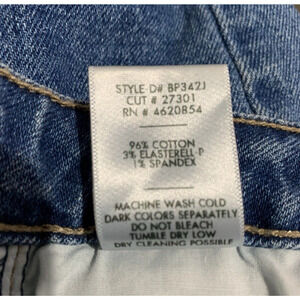 STYLE D# BP342J
CUT # 27301
RN # 4620854
96% COTTON
3% ELASTERELL-P
1% SPANDEX
MACHINE WASH COLD
DARK COLORS SEPARATELY
DO NOT BLEACH
TUMBLE DRY LOW
DRY CLEANING POSSIBLE